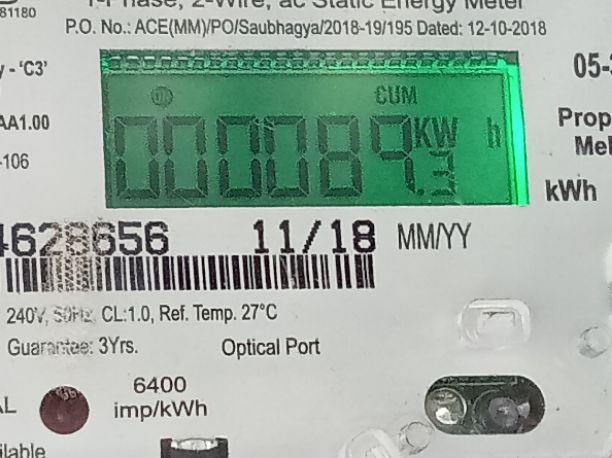 1-Phase, 2-Wire, ac Static Energy Meter
81180
P.O. No.: ACE(MM)/PO/Saubhagya/2018-19/195 Dated: 12-10-2018
y - 'C3'
05-
AA1.00
CUM
Prop
000089.3 KW h
Met
-106
kWh
4628656 11/18 MM/YY
240V, 50Hz, CL:1.0, Ref. Temp. 27°C
Guarantee: 3Yrs. Optical Port
AL
6400
imp/kWh
ilable